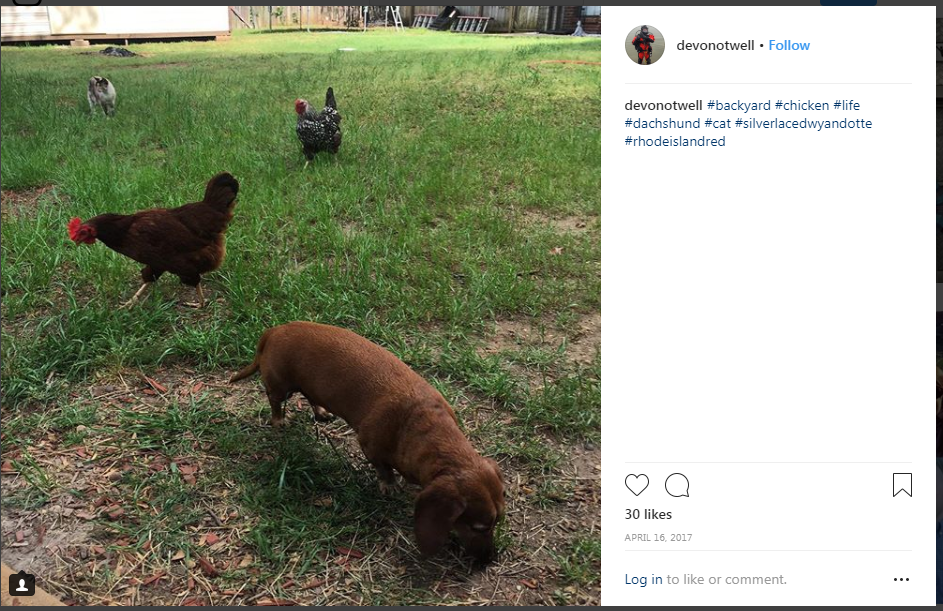 devonotwell • Follow
devonotwell #backyard #chicken #life
#dachshund #cat #silverlacedwyandotte
#rhodeislandred
30 likes
APRIL 16, 2017
Log in to like or comment.